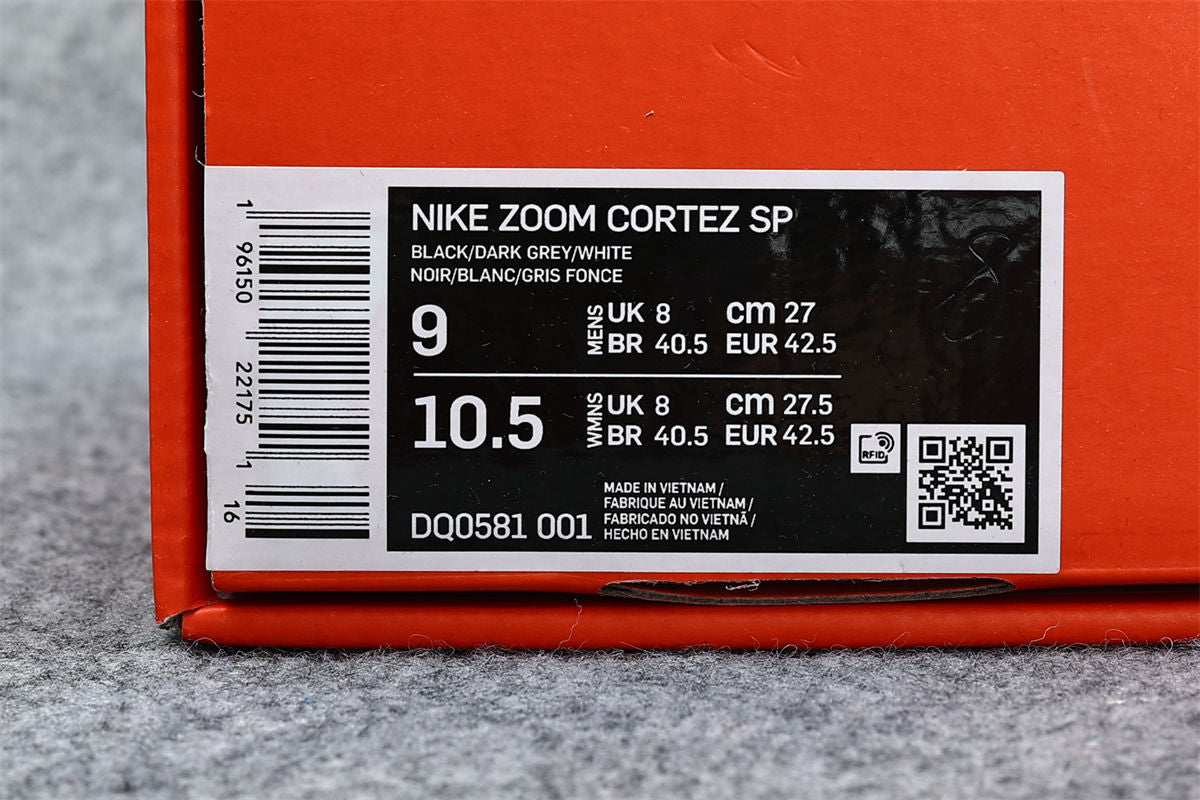 1 96150 22175 1 16
NIKE ZOOM CORTEZ SP
BLACK/DARK GREY/WHITE
NOIR/BLANC/GRIS FONCE
9 MENS UK 8 cm 27
BR 40.5 EUR 42.5
10.5 WMNS UK 8 cm 27.5
BR 40.5 EUR 42.5
RFID
MADE IN VIETNAM /
FABRIQUE AU VIETNAM /
FABRICADO NO VIETNÃ /
DQ0581 001 HECHO EN VIETNAM